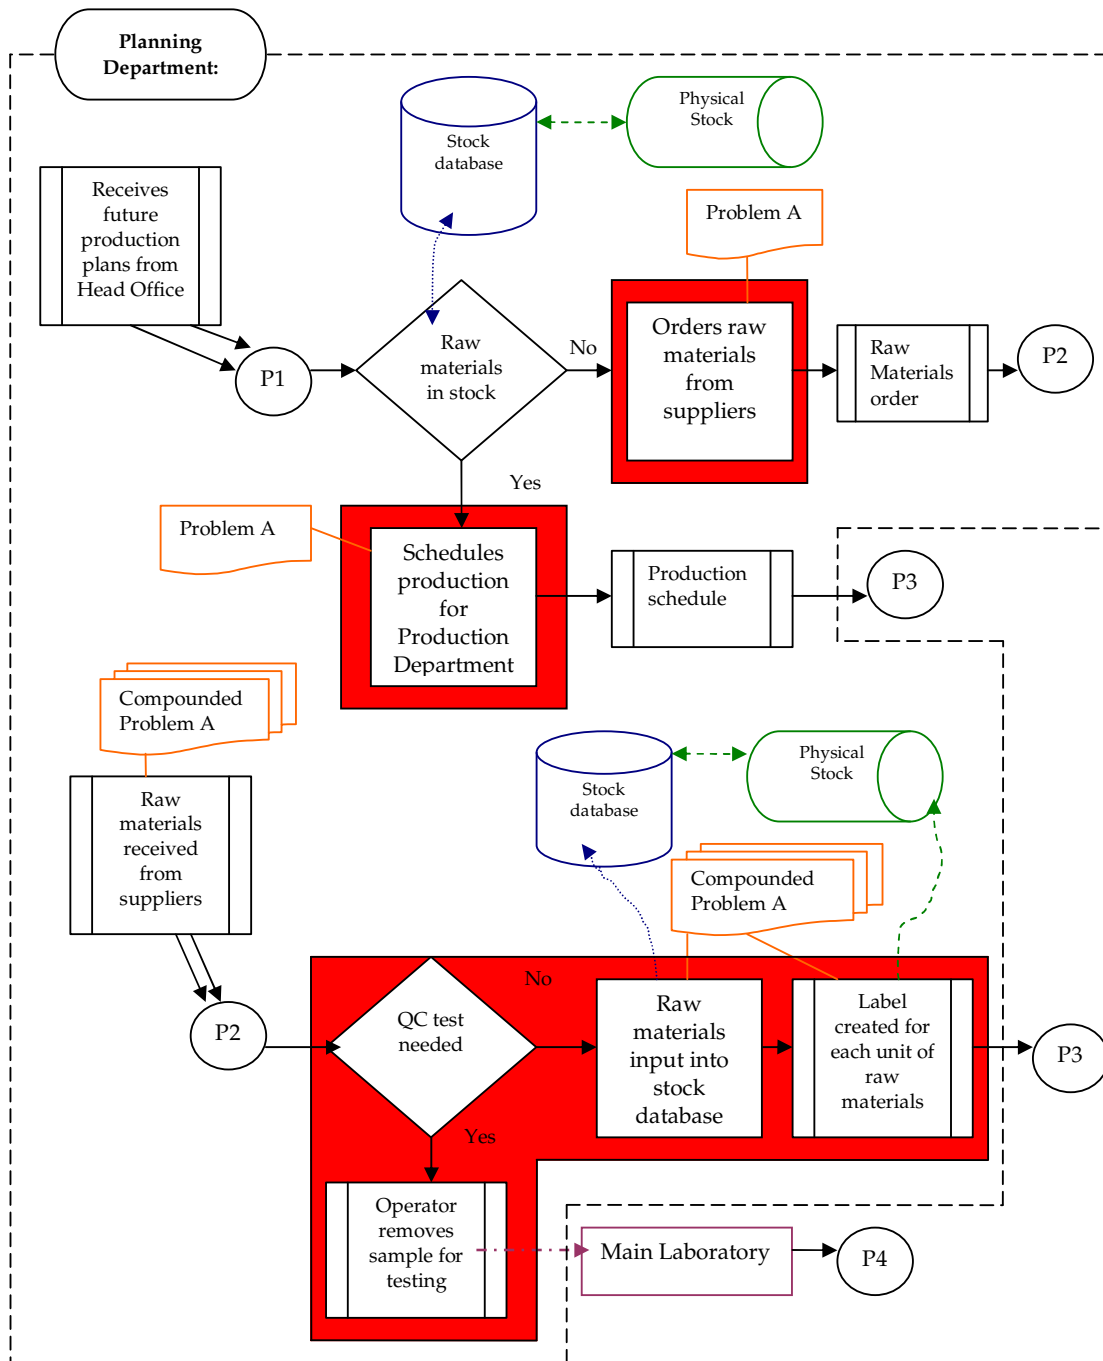 Planning
Department:
Stock
database
Physical
Stock
Receives
future
production
plans from
Head Office
Problem A
P1
Raw
materials
in stock
No
Orders raw
materials
from
suppliers
Raw
Materials
order
P2
Yes
Problem A
Schedules
production
for
Production
Department
Production
schedule
P3
Compounded
Problem A
Raw
materials
received
from
suppliers
Stock
database
Physical
Stock
Compounded
Problem A
P2
QC test
needed
No
Raw
materials
input into
stock
database
Label
created for
each unit of
raw
materials
P3
Yes
Operator
removes
sample for
testing
Main Laboratory
P4